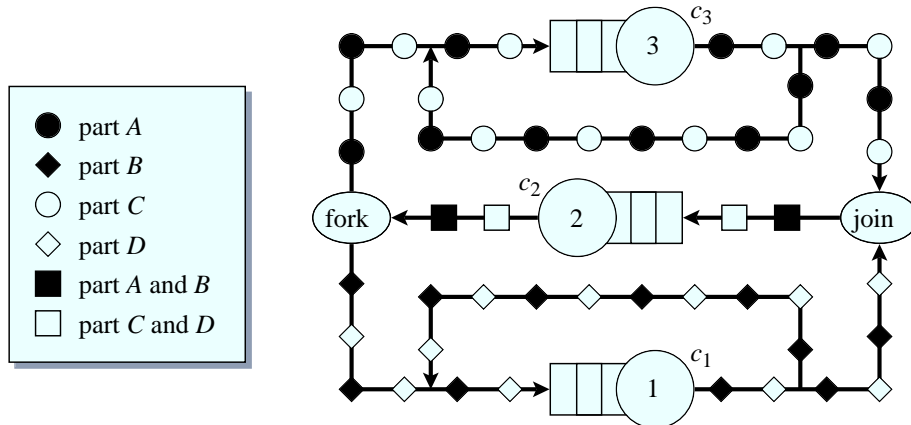 part A
part B
part C
part D
part A and B
part C and D
c3
3
fork
c2
2
join
c1
1